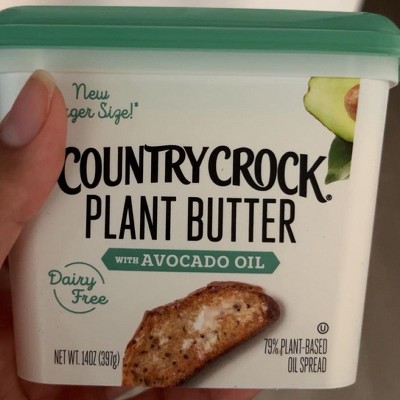 New
ger Size!*
COUNTRY CROCK®
PLANT BUTTER
WITH AVOCADO OIL
Dairy
Free
U
NET WT. 14OZ (397g)
79% PLANT-BASED
OIL SPREAD